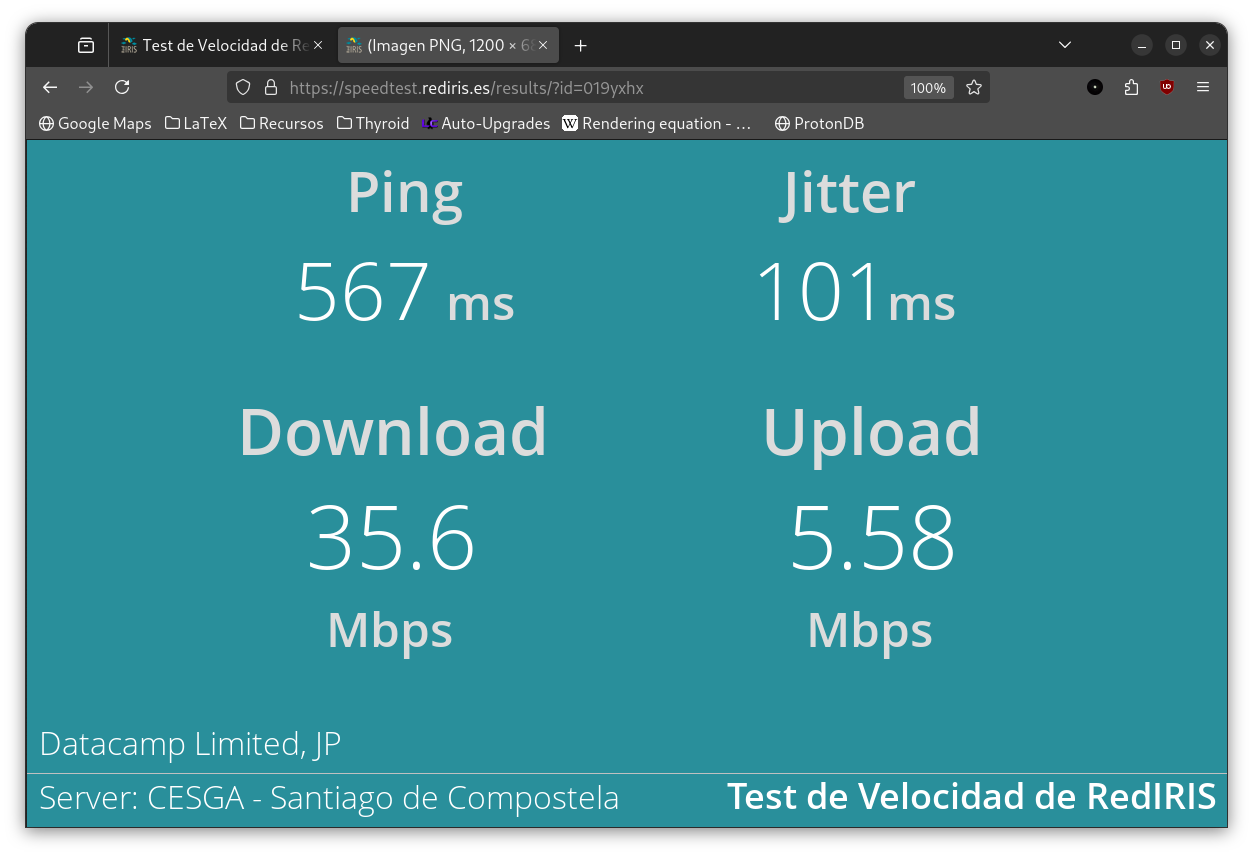 Test de Velocidad de Re
(Imagen PNG, 1200 × 68
https://speedtest.rediris.es/results/?id=019yxhx
100%
Google Maps LaTeX Recursos Thyroid Auto-Upgrades Rendering equation - … ProtonDB
Ping Jitter
567 ms 101ms
Download Upload
35.6 5.58
Mbps Mbps
Datacamp Limited, JP
Server: CESGA - Santiago de Compostela Test de Velocidad de RedIRIS